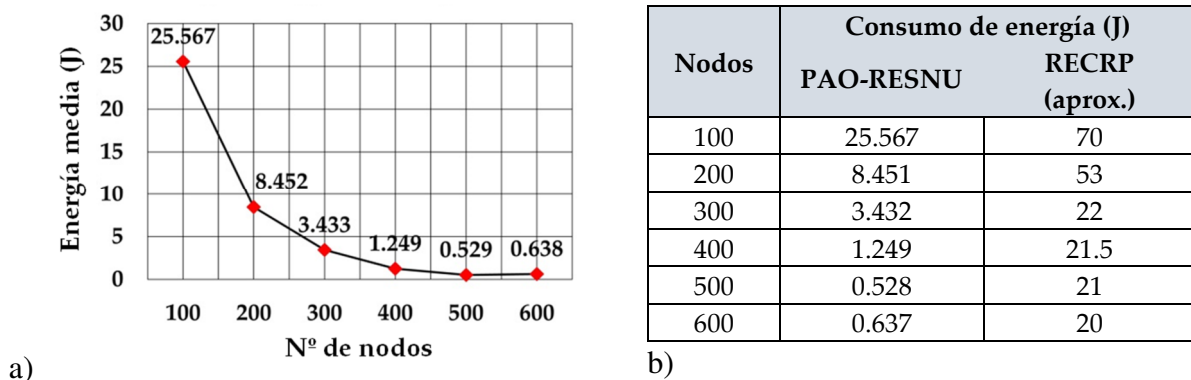 30
25
20
15
10
5
0
Energía media (J)
25.567
8.452
3.433
1.249
0.529
0.638
100 200 300 400 500 600
Nº de nodos
a)
Nodos
Consumo de energía (J)
PAO-RESNU
RECRP
(aprox.)
100 25.567 70
200 8.451 53
300 3.432 22
400 1.249 21.5
500 0.528 21
600 0.637 20
b)